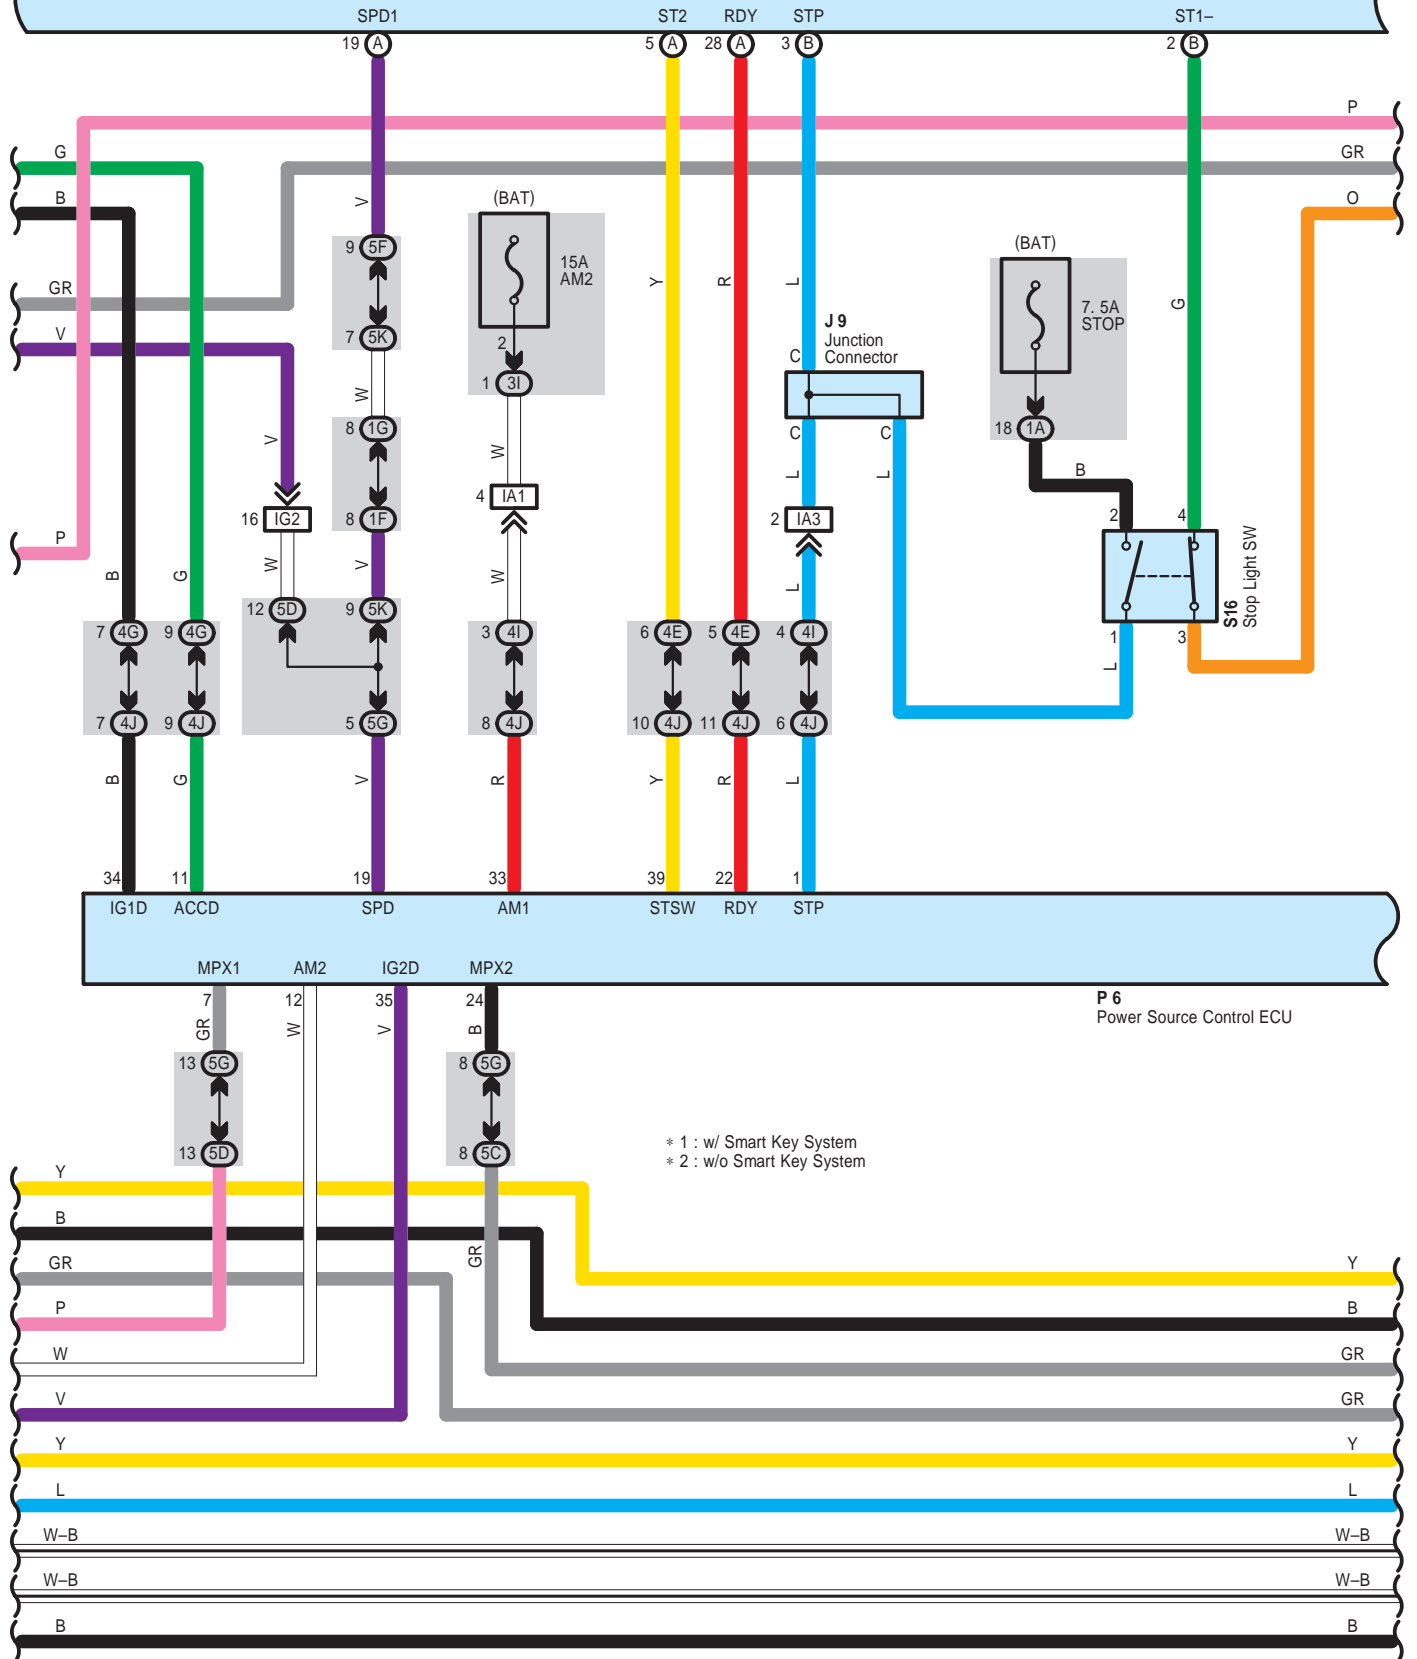 SPD1 ST2 RDY STP ST1–
19 A 5 A 28 A 3 B 2 B
P
G GR
B V (BAT) O
9 5F 15A
AM2
(BAT)
GR Y R L G 7. 5A
STOP
V 7 5K 2 J 9
Junction
Connector
1 3I C
W
V 8 1G W C C 18 1A
L L B
16 IG2 8 1F 4 IA1 2 IA3 2 4
P W V W L S16
Stop Light SW
B G
12 5D 9 5K
7 4G 9 4G 3 4I 6 4E 5 4E 4 4I 1 3
L
7 4J 9 4J 5 5G 8 4J 10 4J 11 4J 6 4J
B G V R Y R L
34 11 19 33 39 22 1
IG1D ACCD SPD AM1 STSW RDY STP
MPX1 AM2 IG2D MPX2
7 12 35 24
P 6
Power Source Control ECU
GR W V B
13 5G 8 5G
13 5D 8 5C
∗ 1 : w/ Smart Key System
∗ 2 : w/o Smart Key System
Y
B
GR GR Y
P B
W GR
V GR
Y Y
L L
W–B W–B
W–B W–B
B B